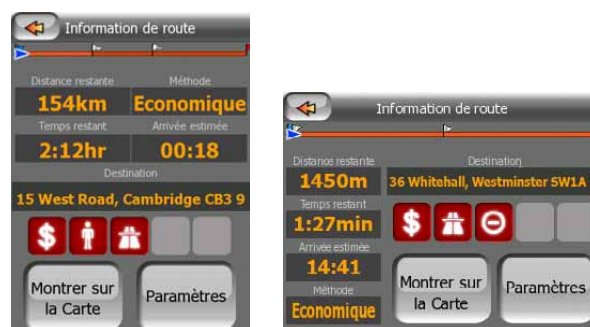 Information de route
Distance restante Méthode
154km Economique
Temps restant Arrivée estimée
2:12hr 00:18
Destination
15 West Road, Cambridge CB3 9
$
Montrer sur la Carte
Paramètres
Information de route
Distance restante Destination
1450m 36 Whitehall, Westminster SW1A
Temps restant
1:27min
$
Arrivée estimée
14:41
Méthode
Economique
Montrer sur la Carte
Paramètres